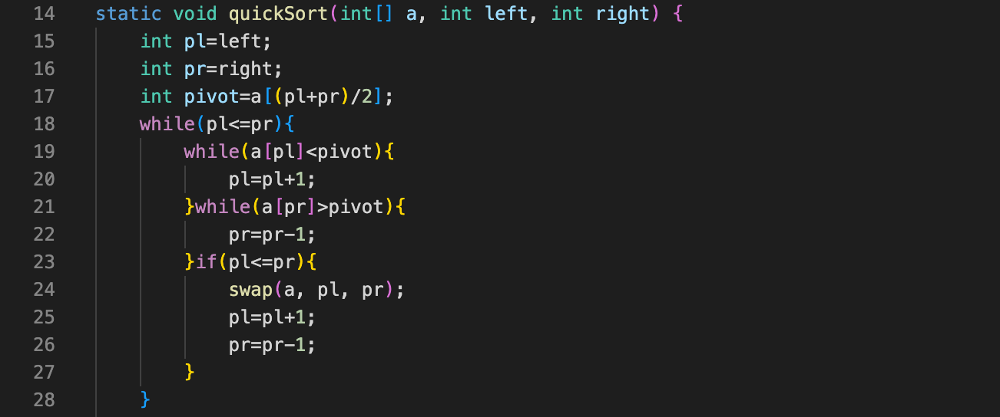 14 static void quickSort(int[] a, int left, int right) {
15 int pl=left;
16 int pr=right;
17 int pivot=a[(pl+pr)/2];
18 while(pl<=pr){
19 while(a[pl]<pivot){
20 pl=pl+1;
21 }while(a[pr]>pivot){
22 pr=pr-1;
23 }if(pl<=pr){
24 swap(a, pl, pr);
25 pl=pl+1;
26 pr=pr-1;
27 }
28 }